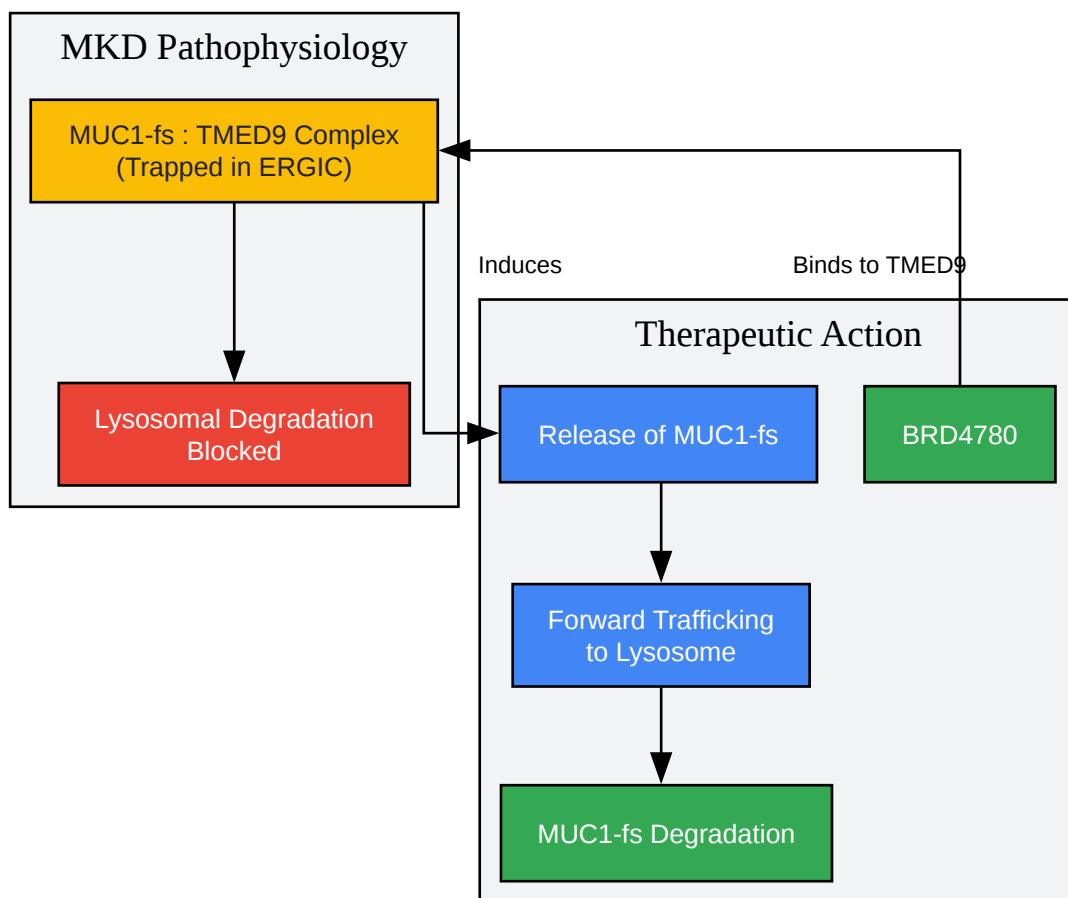 MKD Pathophysiology
MUC1-fs : TMED9 Complex
(Trapped in ERGIC)
Induces
Binds to TMED9
Therapeutic Action
Lysosomal Degradation
Blocked
Release of MUC1-fs
BRD4780
Forward Trafficking
to Lysosome
MUC1-fs Degradation